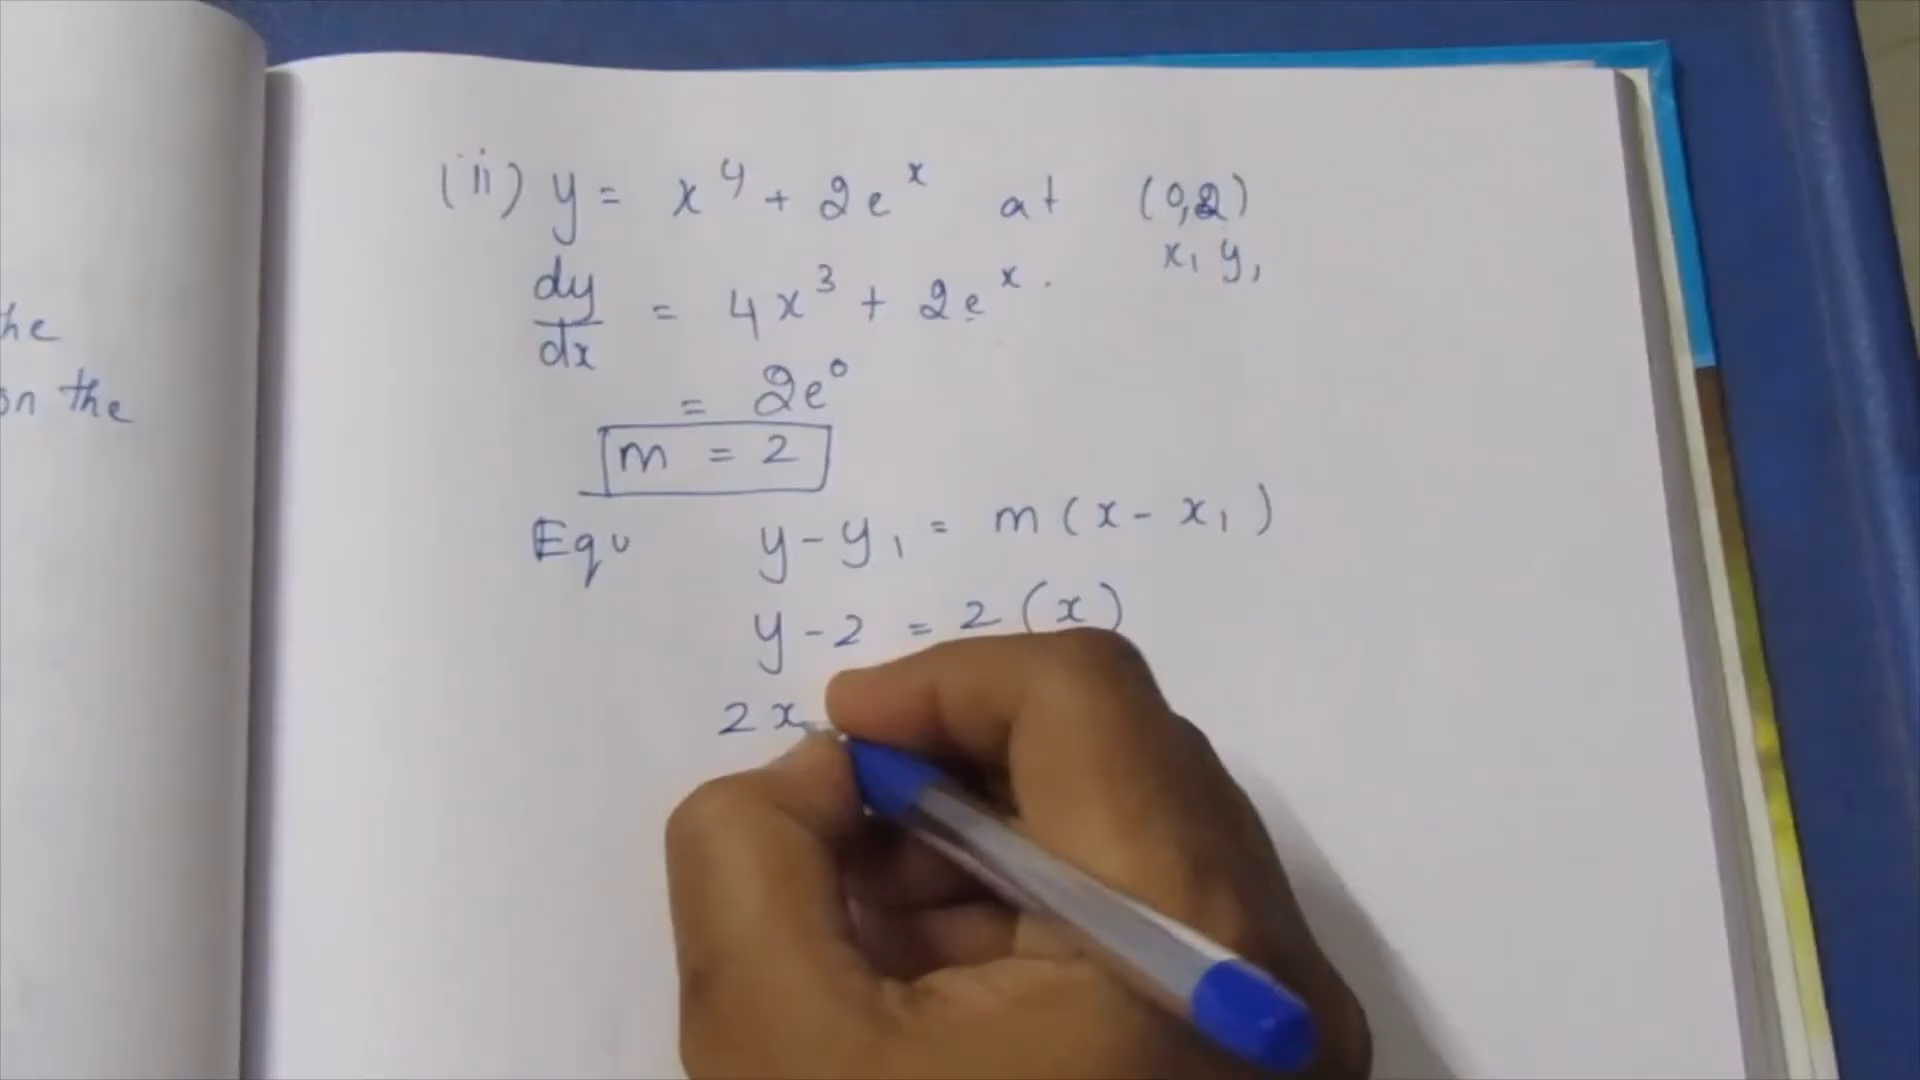 he
on the
(ii) y = x⁴ + 2eˣ at (0,2)
x₁ y₁
dy/dx = 4x³ + 2eˣ.
= 2e⁰
m = 2
Equ y - y₁ = m(x - x₁)
y - 2 = 2(x)
2x